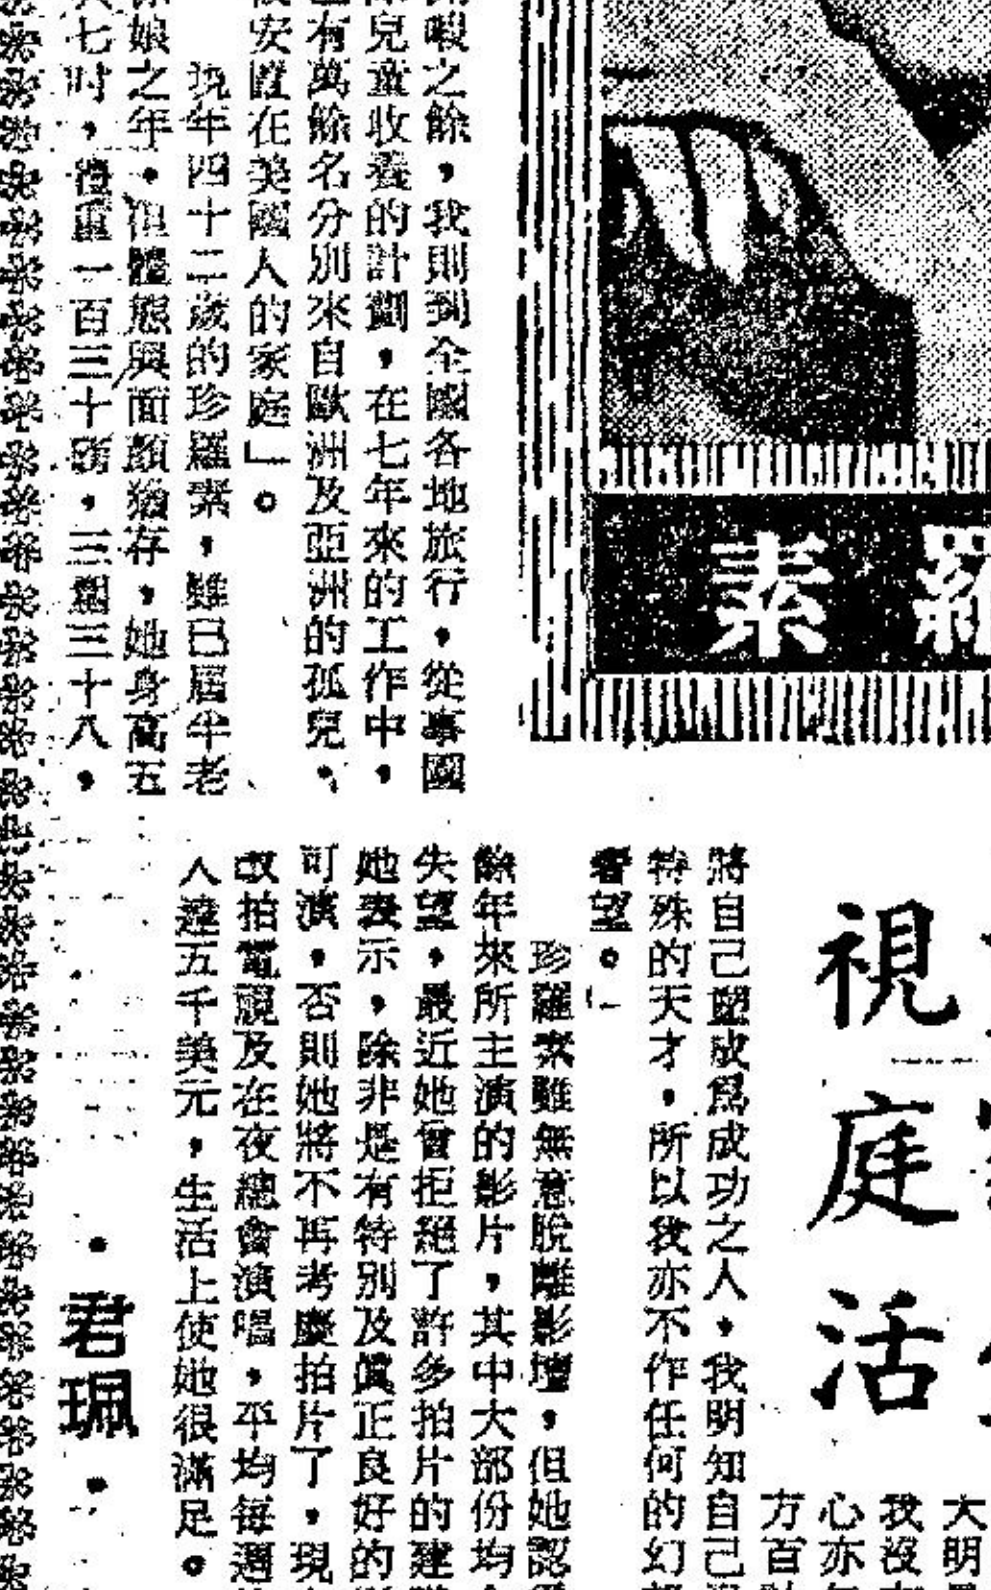 羅素
視庭活
大明
我沒
心亦
方百
將自己塑成爲成功之人，我明知自己
特殊的天才，所以我亦不作任何的幻
奢望。」
珍羅素雖無意脫離影壇，但她認
餘年來所主演的影片，其中大部份均
失望，最近她曾拒絕了許多拍片的建
她表示，除非是有特別及眞正良好的
可演，否則她將不再考慮拍片了，現
拍電視及在夜總會演唱，平均每週
人達五千美元，生活上使她很滿足。
暇之餘，我則到全國各地旅行，從事國
兒童收養的計劃，在七年來的工作中，
有萬餘名分別來自歐洲及亞洲的孤兒，
安置在美國人的家庭」。
現年四十二歲的珍羅素，雖已屆半老
娘之年，但體態與面顏猶存，她身高五
七吋，體重一百三十磅，三圍三十八，
·君珮·